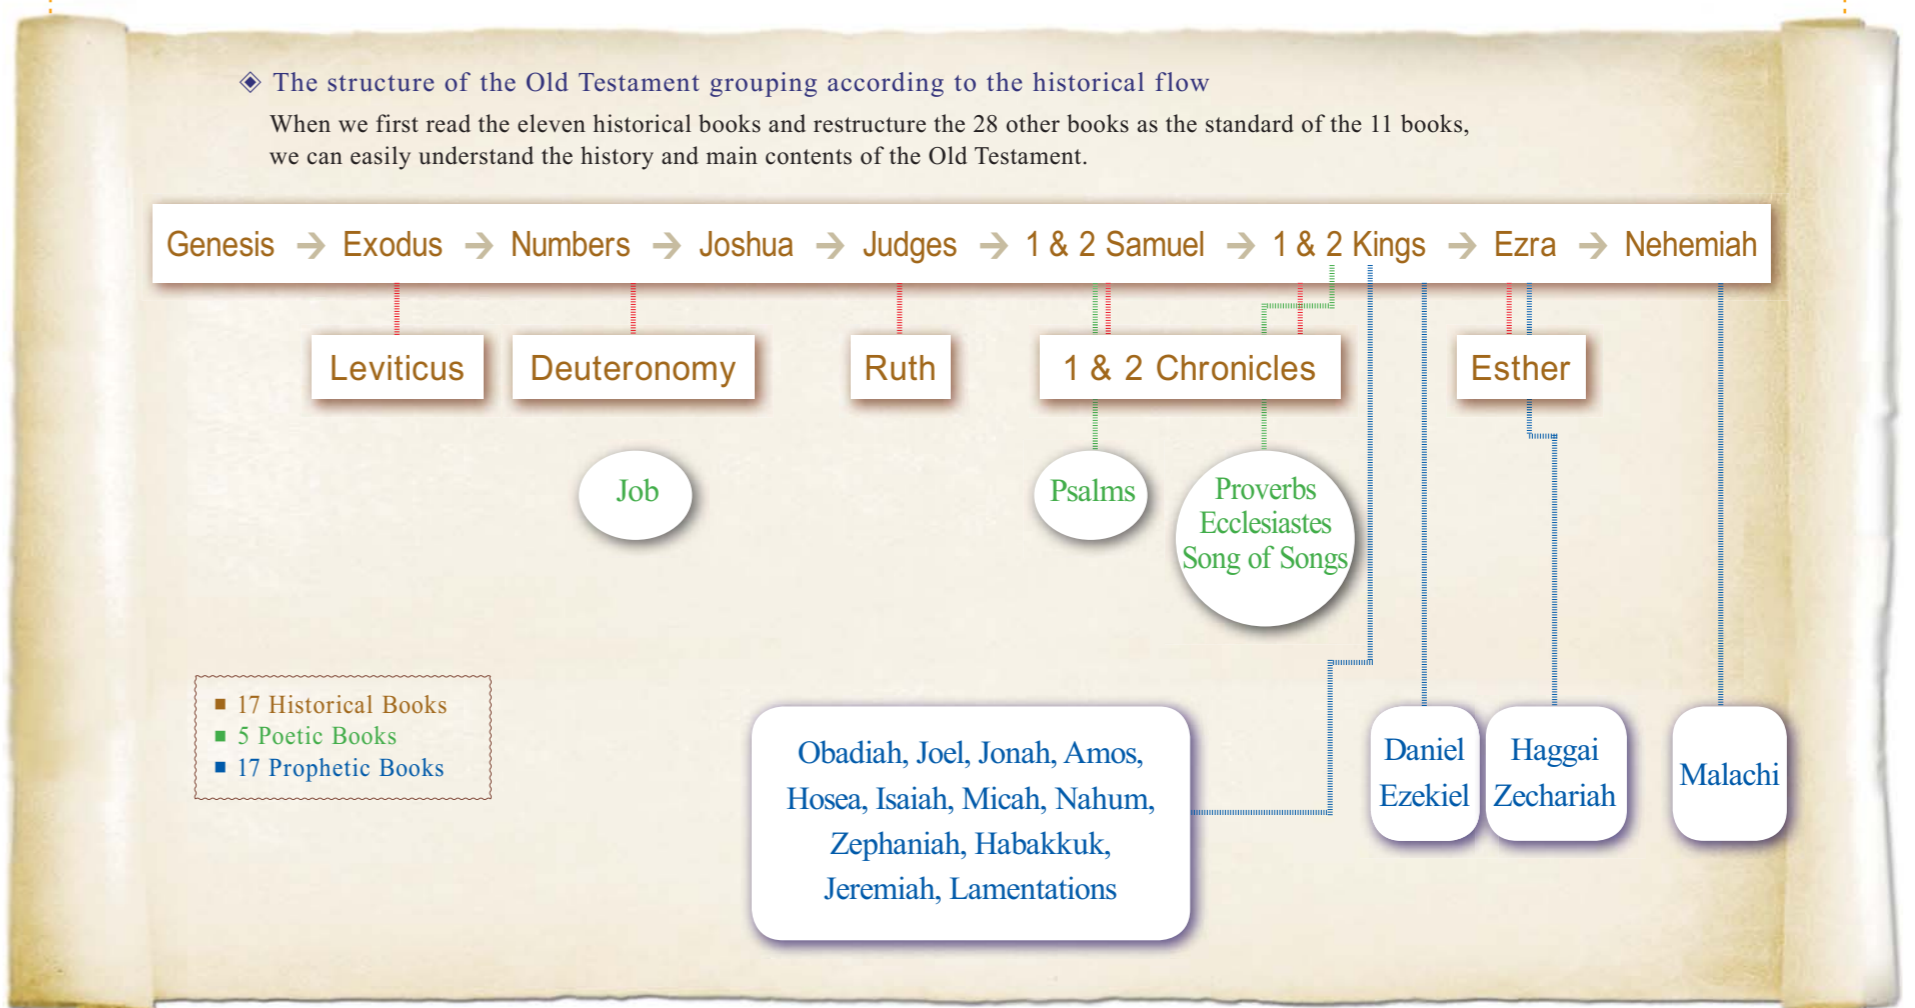 The structure of the Old Testament grouping according to the historical flow
When we first read the eleven historical books and restructure the 28 other books as the standard of the 11 books,
we can easily understand the history and main contents of the Old Testament.
Genesis → Exodus → Numbers → Joshua → Judges → 1 & 2 Samuel → 1 & 2 Kings → Ezra → Nehemiah
Leviticus
Deuteronomy
Ruth
1 & 2 Chronicles
Esther
Job
Psalms
Proverbs
Ecclesiastes
Song of Songs
17 Historical Books
5 Poetic Books
17 Prophetic Books
Obadiah, Joel, Jonah, Amos,
Hosea, Isaiah, Micah, Nahum,
Zephaniah, Habakkuk,
Jeremiah, Lamentations
Daniel
Ezekiel
Haggai
Zechariah
Malachi